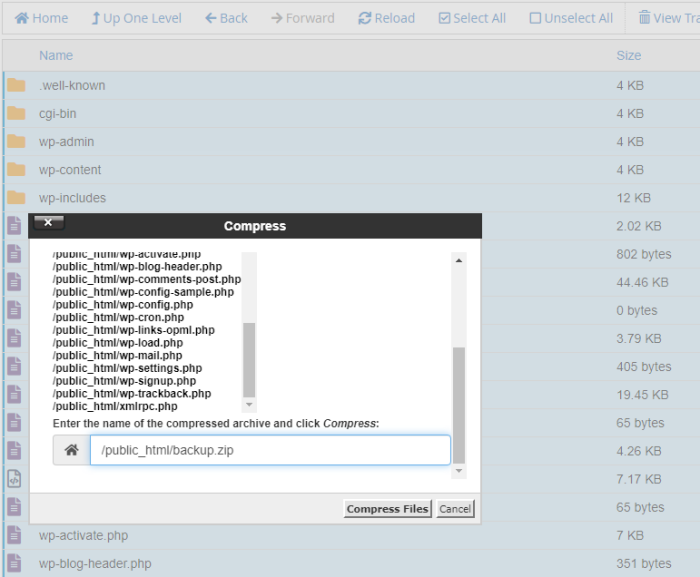 Home Up One Level Back Forward Reload Select All Unselect All View Tra
Name Size
.well-known 4 KB
cgi-bin 4 KB
wp-admin 4 KB
wp-content 4 KB
wp-includes 12 KB
2.02 KB
Compress
/public_html/wp-activate.php 802 bytes
/public_html/wp-blog-header.php
/public_html/wp-comments-post.php 44.46 KB
/public_html/wp-config-sample.php
/public_html/wp-config.php 0 bytes
/public_html/wp-cron.php
/public_html/wp-links-opml.php
/public_html/wp-load.php 3.79 KB
/public_html/wp-mail.php
/public_html/wp-settings.php 405 bytes
/public_html/wp-signup.php
/public_html/wp-trackback.php 19.45 KB
/public_html/xmlrpc.php
Enter the name of the compressed archive and click Compress: 65 bytes
/public_html/backup.zip 4.26 KB
7.17 KB
Compress Files Cancel 65 bytes
wp-activate.php 7 KB
wp-blog-header.php 351 bytes